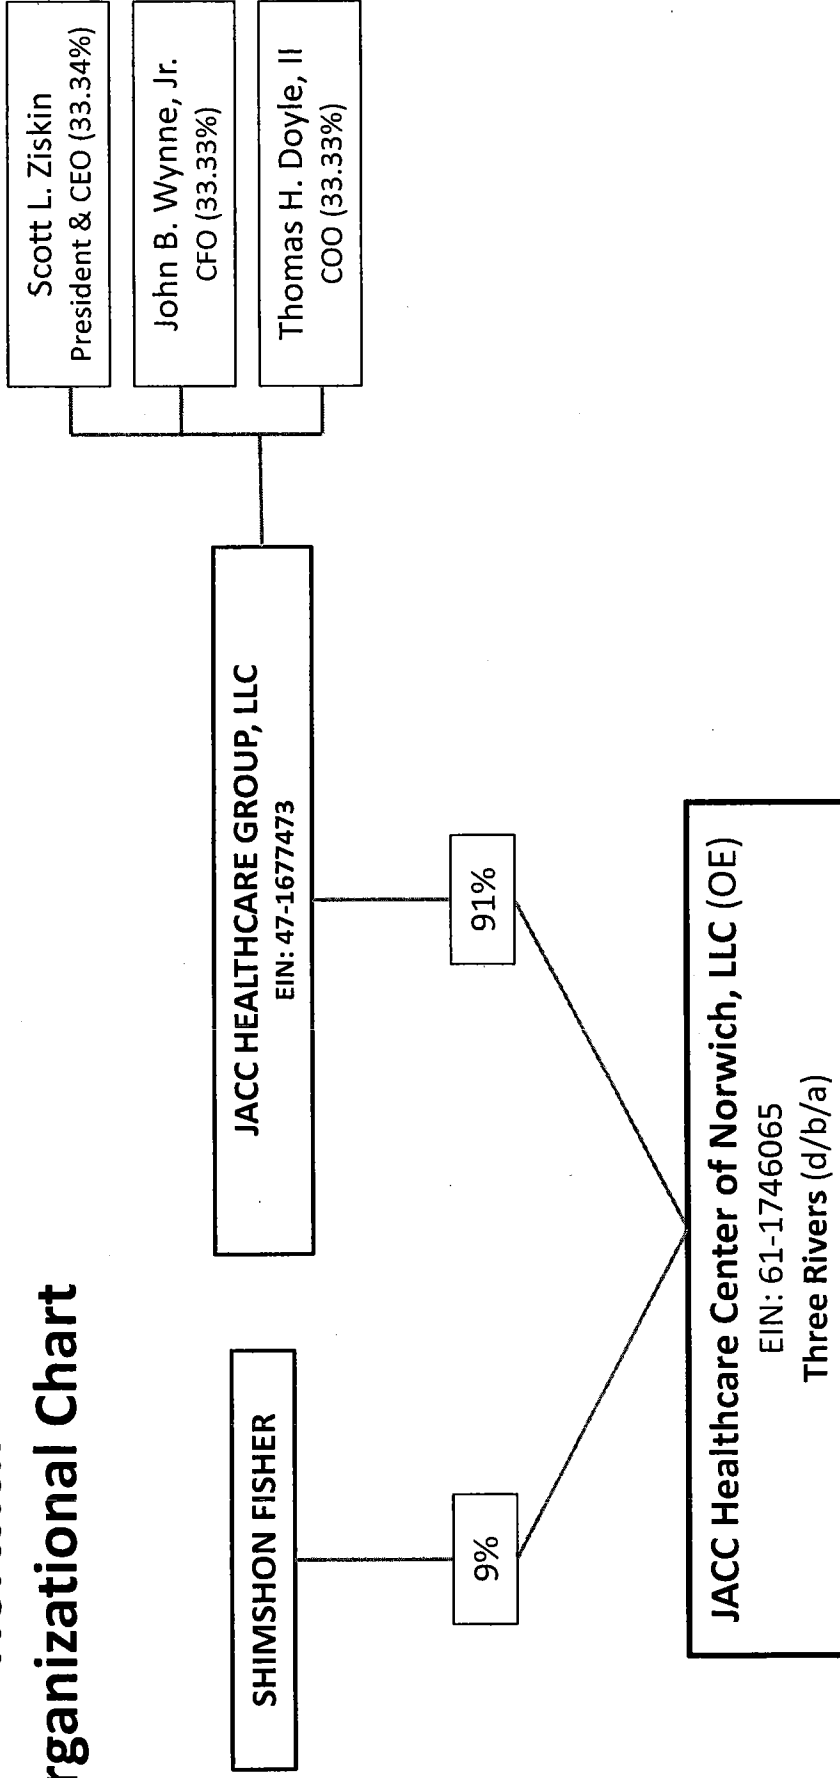 rganizational Chart
Scott L. Ziskin
President & CEO (33.34%)
John B. Wynne, Jr.
CFO (33.33%)
Thomas H. Doyle, II
COO (33.33%)
SHIMSHON FISHER
JACC HEALTHCARE GROUP, LLC
EIN: 47-1677473
9%
91%
JACC Healthcare Center of Norwich, LLC (OE)
EIN: 61-1746065
Three Rivers (d/b/a)